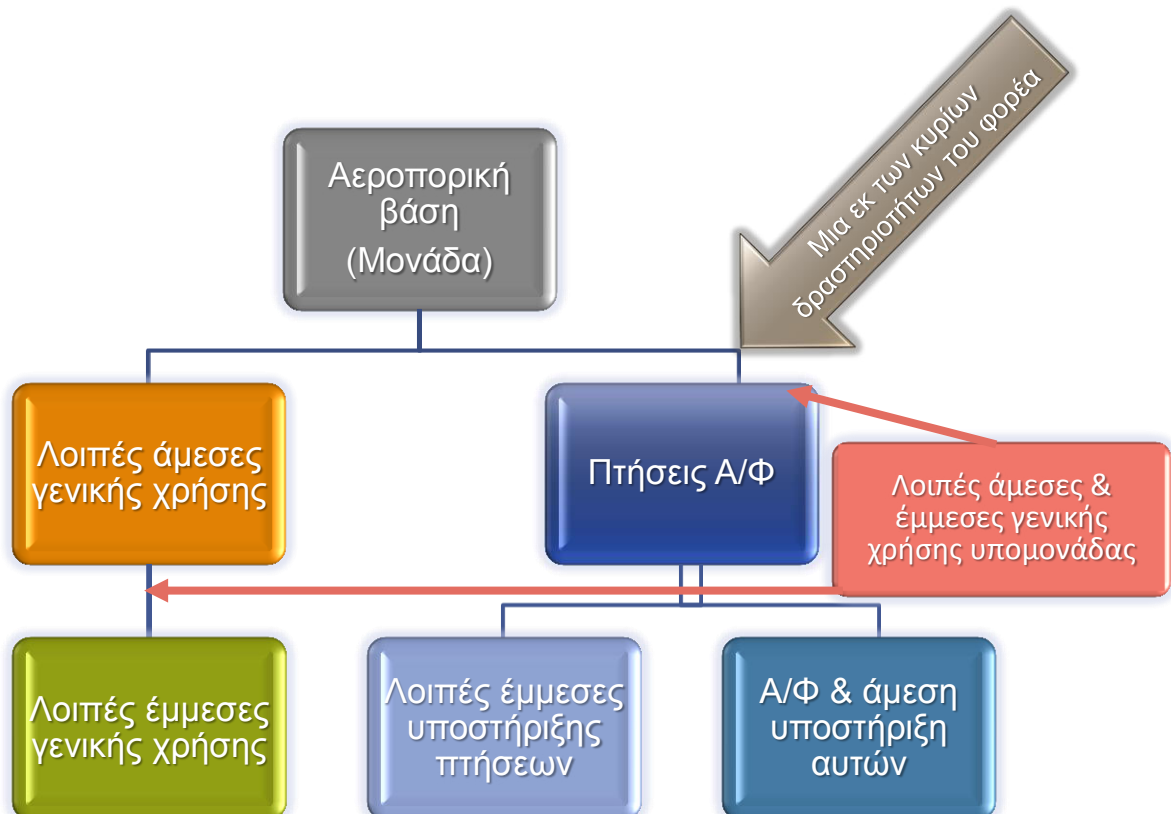 Μια εκ των κυρίων
δραστηριοτήτων του φορέα
Αεροπορική
βάση
(Μονάδα)
Λοιπές άμεσες
γενικής χρήσης
Πτήσεις Α/Φ
Λοιπές άμεσες &
έμμεσες γενικής
χρήσης υπομονάδας
Λοιπές έμμεσες
γενικής χρήσης
Λοιπές έμμεσες
υποστήριξης
πτήσεων
Α/Φ & άμεση
υποστήριξη
αυτών